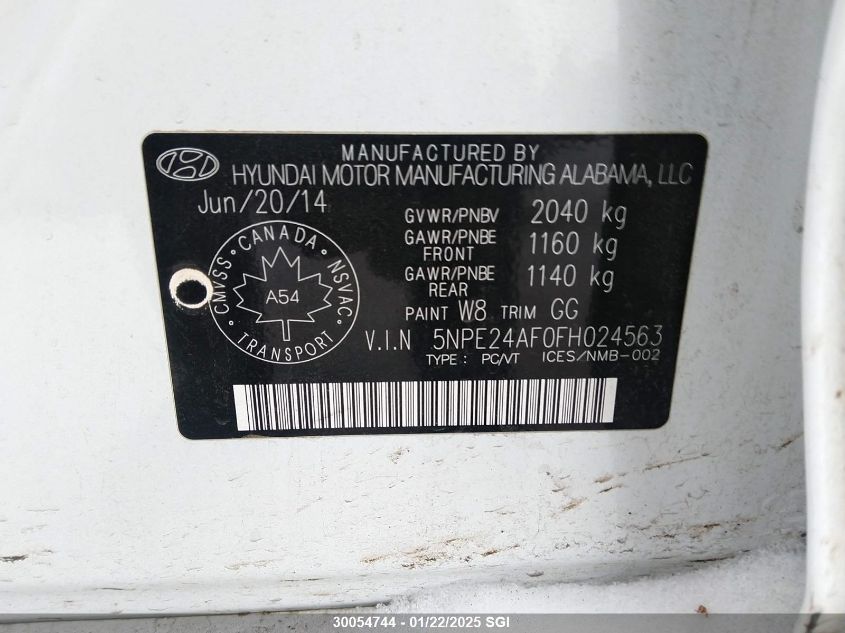 MANUFACTURED BY
HYUNDAI MOTOR MANUFACTURING ALABAMA, LLC
Jun/20/14
GVWR/PNBV 2040 kg
GAWR/PNBE FRONT 1160 kg
GAWR/PNBE REAR 1140 kg
PAINT W8 TRIM GG
CANADA
CMVSS
NSVAC
A54
TRANSPORT
V.I.N 5NPE24AF0FH024563
TYPE : PC/VT ICES/NMB-002
30054744 - 01/22/2025 SGI